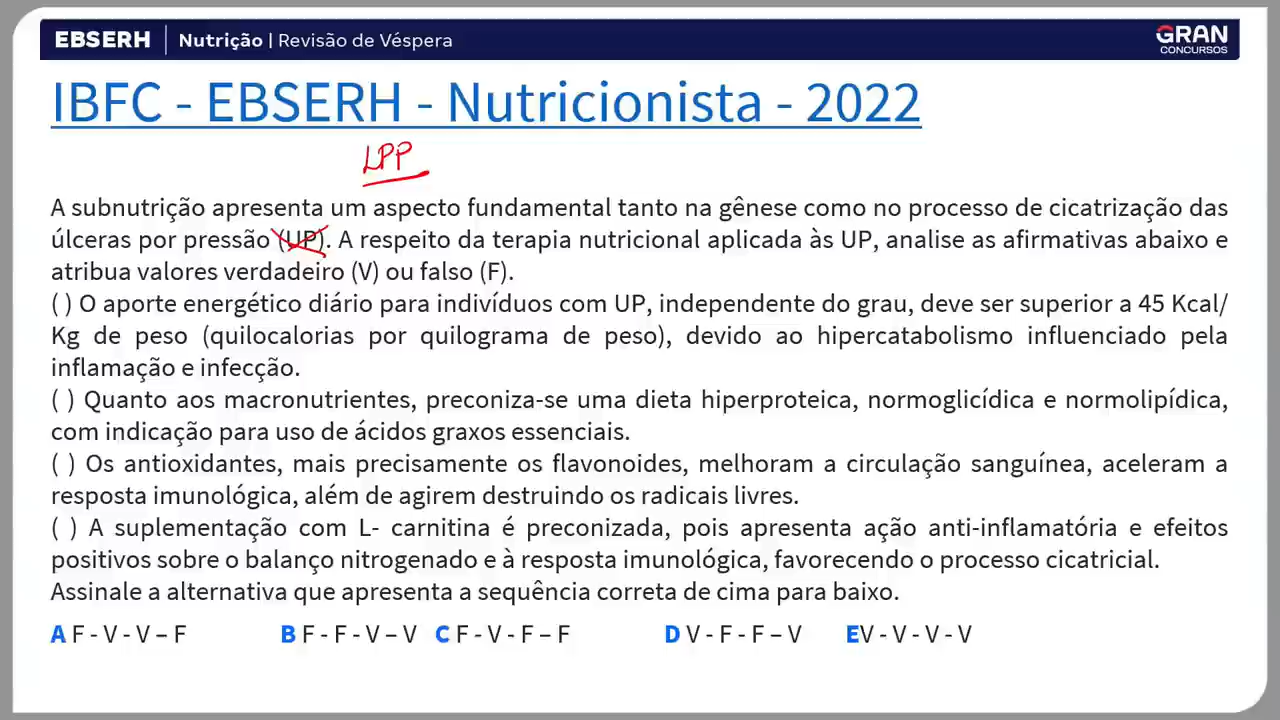 EBSERH | Nutrição | Revisão de Véspera
GRAN
CONCURSOS
IBFC - EBSERH - Nutricionista - 2022
LPP
A subnutrição apresenta um aspecto fundamental tanto na gênese como no processo de cicatrização das
úlceras por pressão (UP). A respeito da terapia nutricional aplicada às UP, analise as afirmativas abaixo e
atribua valores verdadeiro (V) ou falso (F).
( ) O aporte energético diário para indivíduos com UP, independente do grau, deve ser superior a 45 Kcal/
Kg de peso (quilocalorias por quilograma de peso), devido ao hipercatabolismo influenciado pela
inflamação e infecção.
( ) Quanto aos macronutrientes, preconiza-se uma dieta hiperproteica, normoglicídica e normolipídica,
com indicação para uso de ácidos graxos essenciais.
( ) Os antioxidantes, mais precisamente os flavonoides, melhoram a circulação sanguínea, aceleram a
resposta imunológica, além de agirem destruindo os radicais livres.
( ) A suplementação com L- carnitina é preconizada, pois apresenta ação anti-inflamatória e efeitos
positivos sobre o balanço nitrogenado e à resposta imunológica, favorecendo o processo cicatricial.
Assinale a alternativa que apresenta a sequência correta de cima para baixo.
A F - V - V – F B F - F - V – V C F - V - F – F D V - F - F – V EV - V - V - V